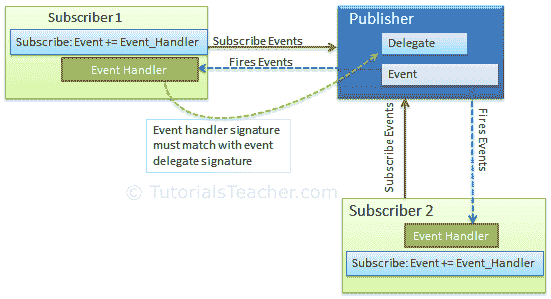 Subscriber 1
Subscribe: Event += Event_Handler
Event Handler
Subscribe Events
Fires Events
Publisher
Delegate
Event
Event handler signature
must match with event
delegate signature
© TutorialsTeacher.com
Subscribe Events
Fires Events
Subscriber 2
Event Handler
Subscribe: Event += Event_Handler